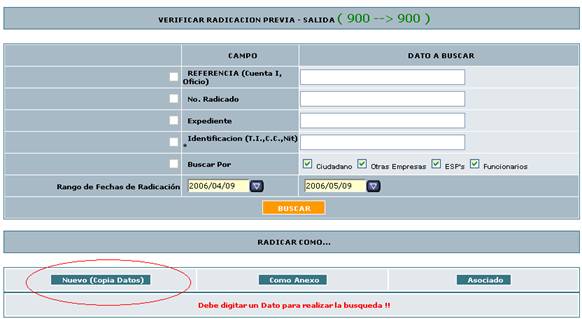 VERIFICAR RADICACION PREVIA - SALIDA ( 900 --> 900 )
CAMPO DATO A BUSCAR
REFERENCIA (Cuenta I, Oficio)
No. Radicado
Expediente
Identificacion (T.I.,C.C.,Nit) *
Buscar Por Ciudadano Otras Empresas ESP's Funcionarios
Rango de Fechas de Radicación 2006/04/09 2006/05/09
BUSCAR
RADICAR COMO...
Nuevo (Copia Datos) Como Anexo Asociado
Debe digitar un Dato para realizar la busqueda !!